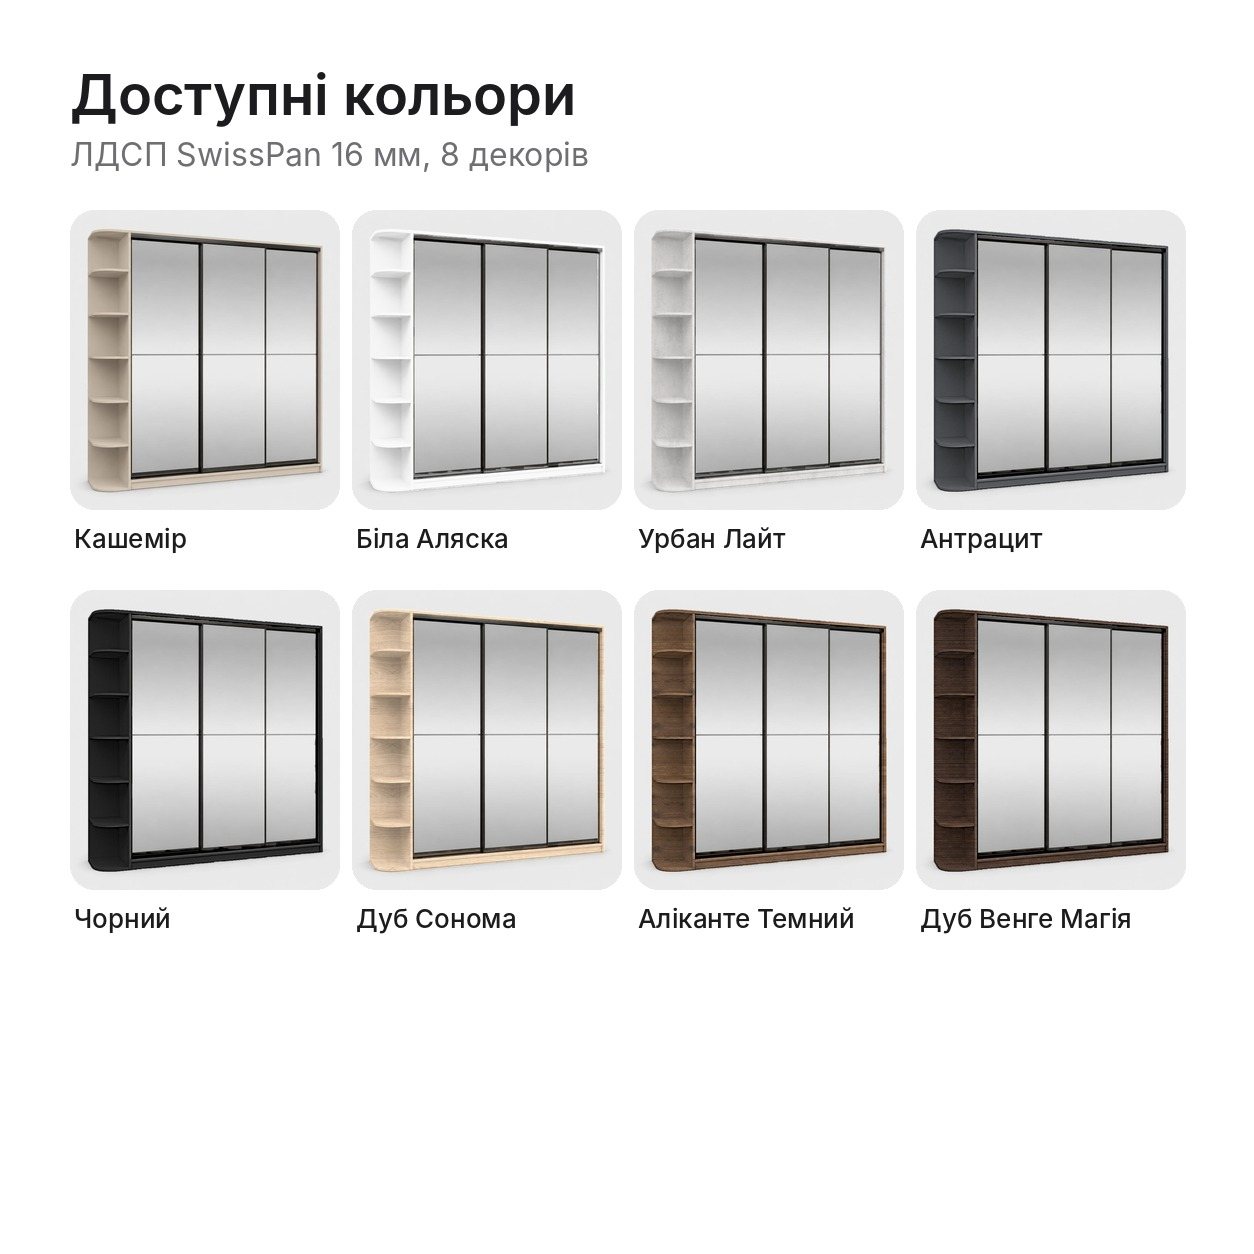 Доступні кольори
ЛДСП SwissPan 16 мм, 8 декорів
Кашемір
Біла Аляска
Урбан Лайт
Антрацит
Чорний
Дуб Сонома
Аліканте Темний
Дуб Венге Магія